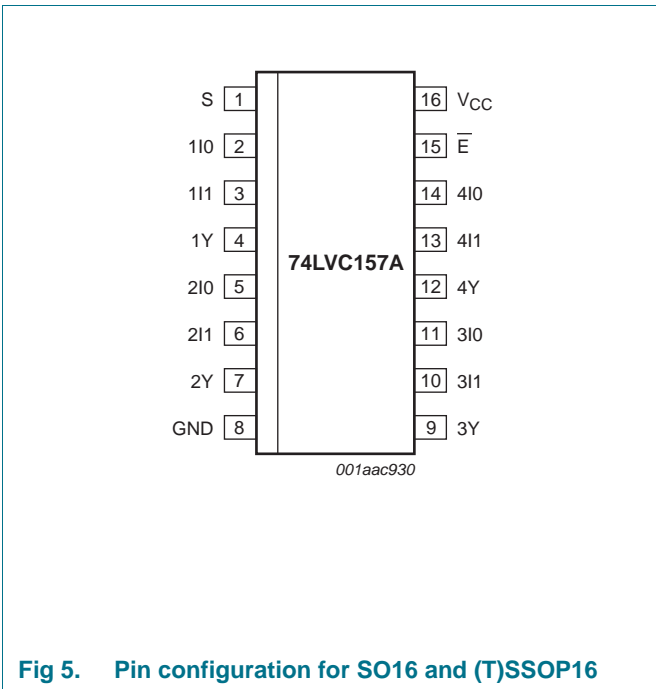 S 1 16 VCC
1I0 2 15 E̅
1I1 3 14 4I0
1Y 4 13 4I1
74LVC157A
2I0 5 12 4Y
2I1 6 11 3I0
2Y 7 10 3I1
GND 8 9 3Y
001aac930
Fig 5. Pin configuration for SO16 and (T)SSOP16